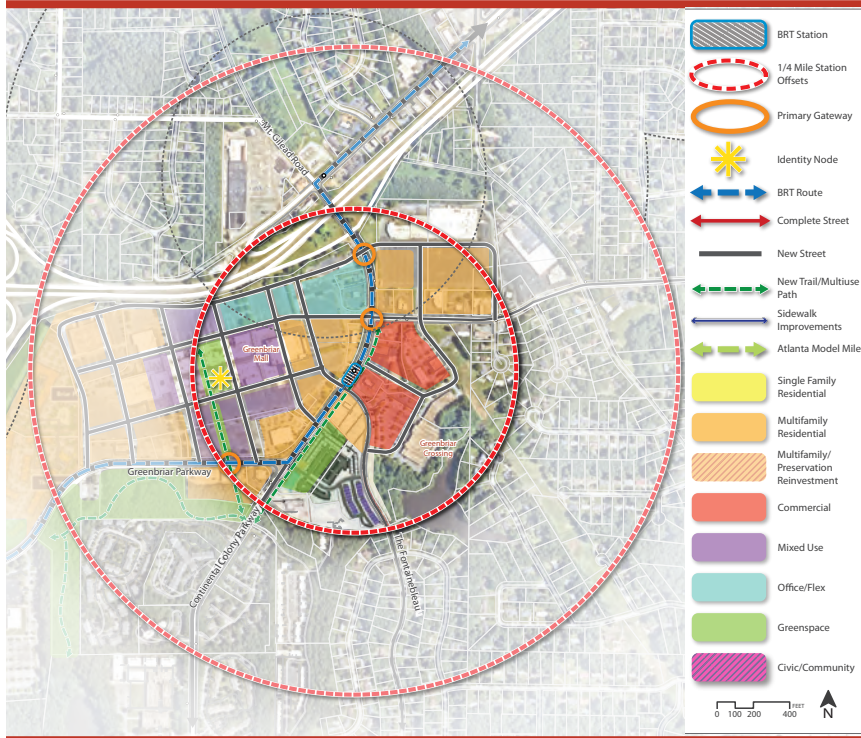 BRT Station
1/4 Mile Station
Offsets
Primary Gateway
Identity Node
BRT Route
Complete Street
New Street
New Trail/Multiuse
Path
Sidewalk
Improvements
Atlanta Model Mile
Single Family
Residential
Multifamily
Residential
Multifamily/
Preservation
Reinvestment
Commercial
Mixed Use
Office/Flex
Greenspace
Civic/Community
0 100 200 400 FEET
N
Mt. Gilead Road
Greenbriar
Mall
Greenbriar
Crossing
Greenbriar Parkway
Continental Colony Parkway
The Fontainebleau